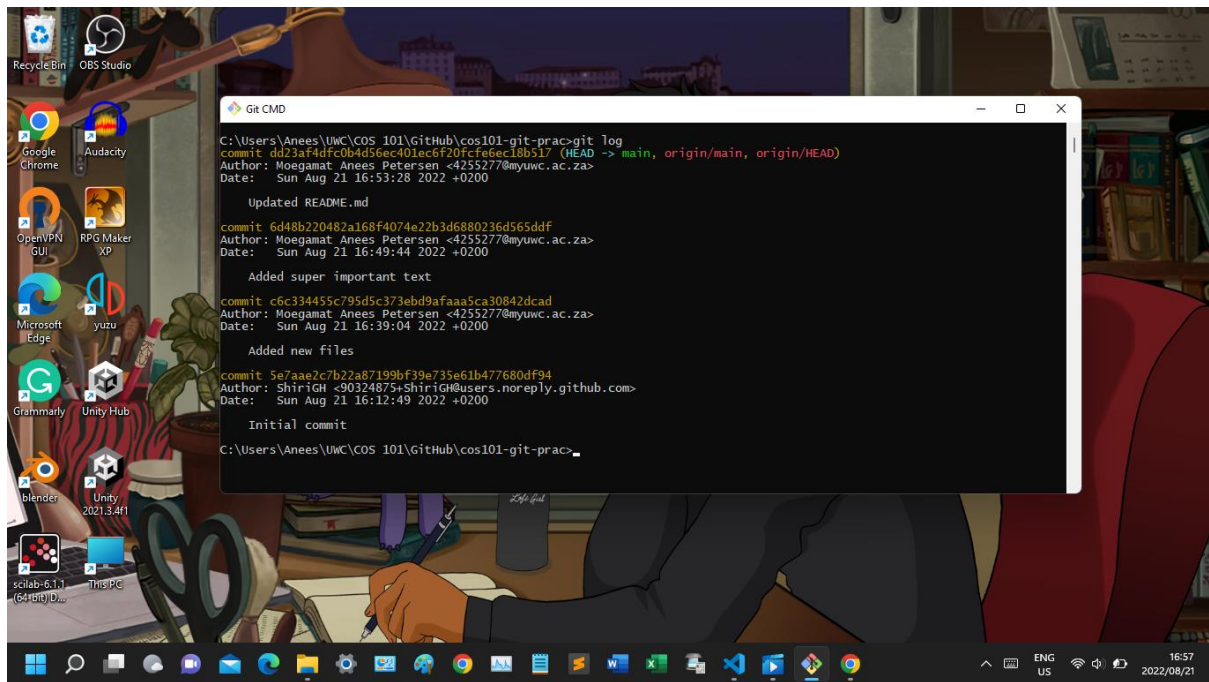 Recycle Bin
OBS Studio
Google
Chrome
Audacity
OpenVPN
GUI
RPG Maker
XP
Microsoft
Edge
yuzu
Grammarly
Unity Hub
blender
Unity
2021.3.4f1
scilab-6.1.1
(64-bit) D...
This PC
Git CMD
C:\Users\Anees\UWC\COS 101\GitHub\cos101-git-prac>git log
commit dd23af4dfc0b4d56ec401ec6f20fcfe6ec18b517 (HEAD -> main, origin/main, origin/HEAD)
Author: Moegamat Anees Petersen <4255277@myuwc.ac.za>
Date:   Sun Aug 21 16:53:28 2022 +0200
Updated README.md
commit 6d48b220482a168f4074e22b3d6880236d565ddf
Author: Moegamat Anees Petersen <4255277@myuwc.ac.za>
Date:   Sun Aug 21 16:49:44 2022 +0200
Added super important text
commit c6c334455c795d5c373ebd9afaaa5ca30842dcad
Author: Moegamat Anees Petersen <4255277@myuwc.ac.za>
Date:   Sun Aug 21 16:39:04 2022 +0200
Added new files
commit 5e7aae2c7b22a87199bf39e735e61b477680df94
Author: ShiriGH <90324875+ShiriGH@users.noreply.github.com>
Date:   Sun Aug 21 16:12:49 2022 +0200
Initial commit
C:\Users\Anees\UWC\COS 101\GitHub\cos101-git-prac>
Lofi Girl
ENG
US
16:57
2022/08/21